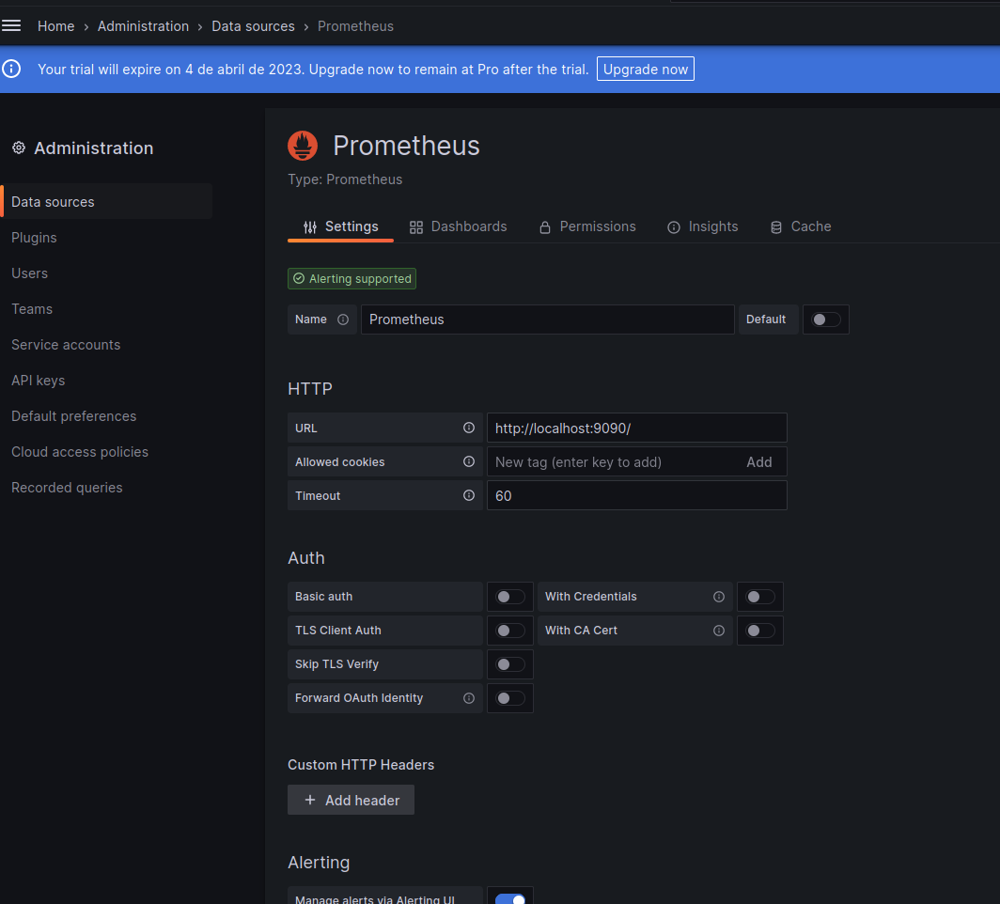 Home › Administration › Data sources › Prometheus
Your trial will expire on 4 de abril de 2023. Upgrade now to remain at Pro after the trial. Upgrade now
Administration
Data sources
Plugins
Users
Teams
Service accounts
API keys
Default preferences
Cloud access policies
Recorded queries
Prometheus
Type: Prometheus
Settings Dashboards Permissions Insights Cache
Alerting supported
Name Prometheus Default
HTTP
URL http://localhost:9090/
Allowed cookies New tag (enter key to add) Add
Timeout 60
Auth
Basic auth With Credentials
TLS Client Auth With CA Cert
Skip TLS Verify
Forward OAuth Identity
Custom HTTP Headers
+ Add header
Alerting
Manage alerts via Alerting UI